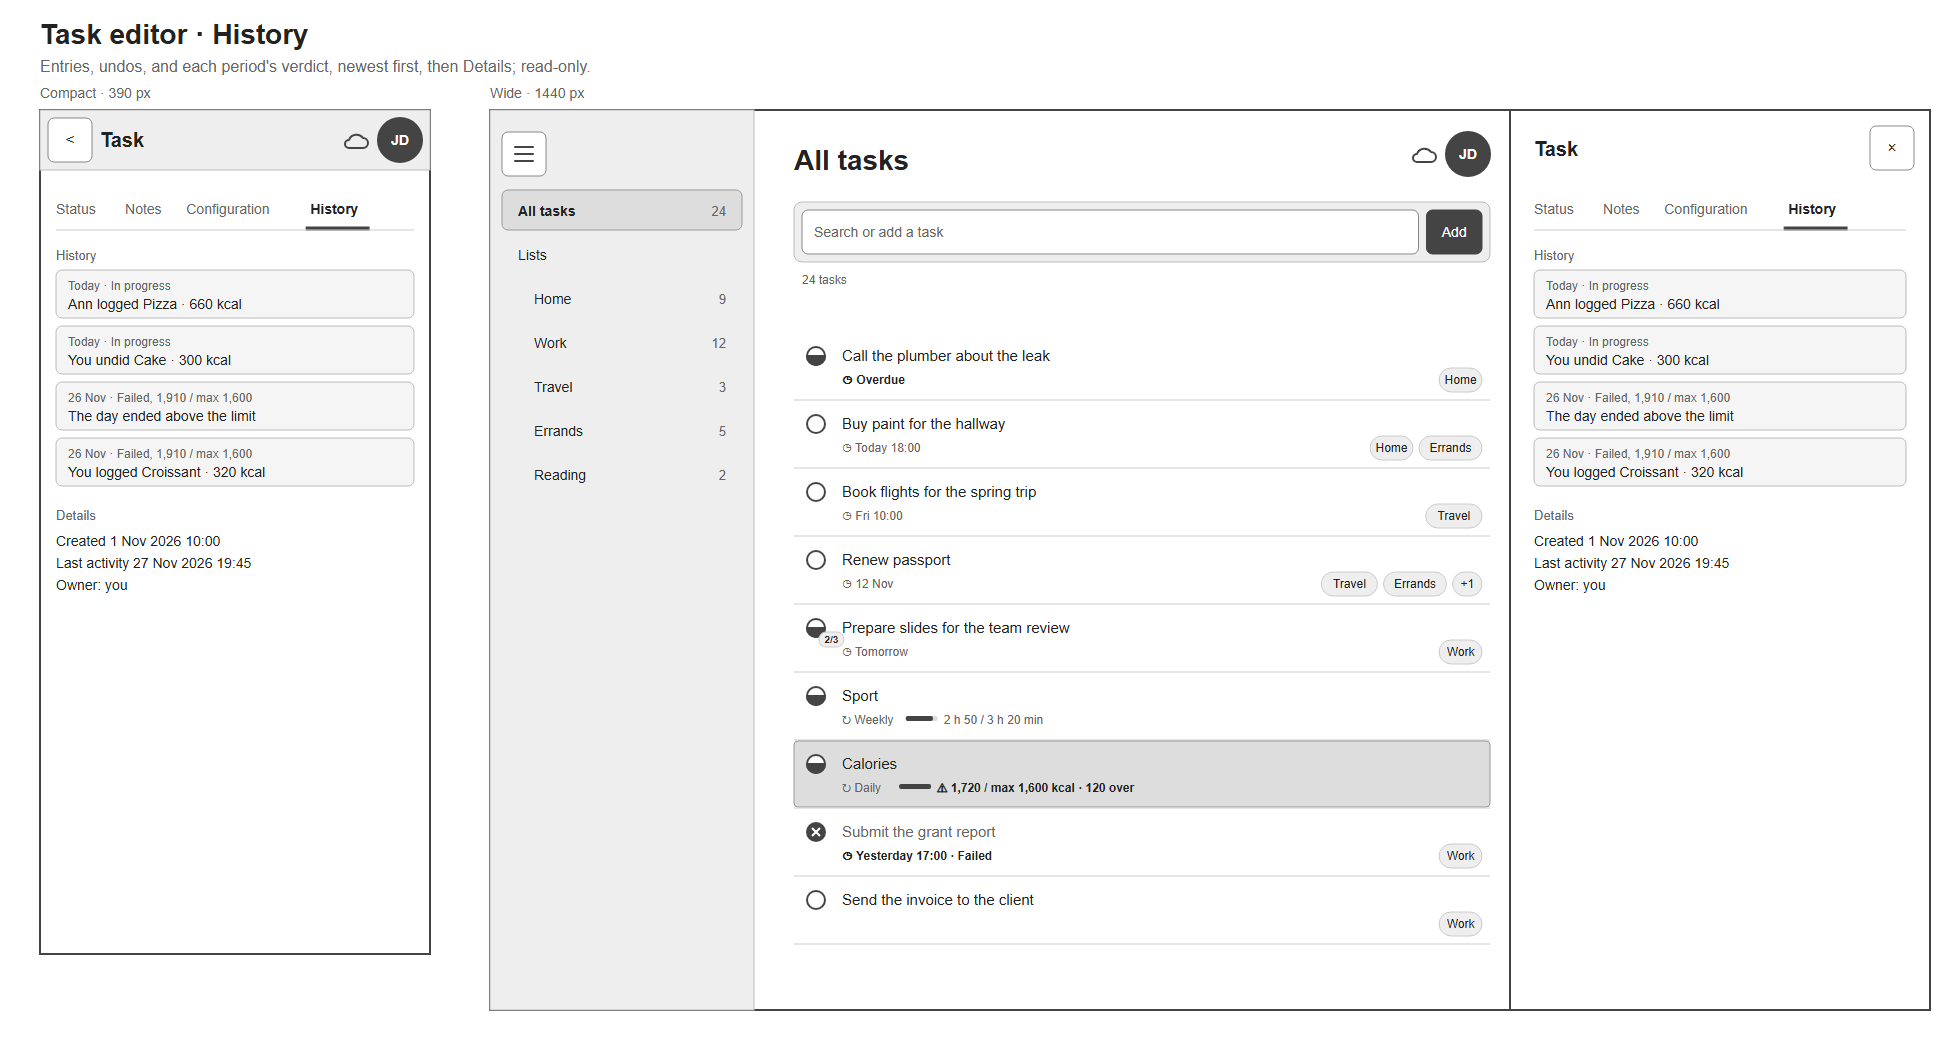 Task editor · History
Entries, undos, and each period's verdict, newest first, then Details; read-only.
Compact · 390 px
< Task JD
Status Notes Configuration History
History
Today · In progress
Ann logged Pizza · 660 kcal
Today · In progress
You undid Cake · 300 kcal
26 Nov · Failed, 1,910 / max 1,600
The day ended above the limit
26 Nov · Failed, 1,910 / max 1,600
You logged Croissant · 320 kcal
Details
Created 1 Nov 2026 10:00
Last activity 27 Nov 2026 19:45
Owner: you
Wide · 1440 px
All tasks 24
Lists
Home 9
Work 12
Travel 3
Errands 5
Reading 2
All tasks JD
Search or add a task Add
24 tasks
Call the plumber about the leak
Overdue Home
Buy paint for the hallway
Today 18:00 Home Errands
Book flights for the spring trip
Fri 10:00 Travel
Renew passport
12 Nov Travel Errands +1
Prepare slides for the team review
2/3
Tomorrow Work
Sport
↻ Weekly 2 h 50 / 3 h 20 min
Calories
↻ Daily ⚠ 1,720 / max 1,600 kcal · 120 over
Submit the grant report
Yesterday 17:00 · Failed Work
Send the invoice to the client
Work
Task ×
Status Notes Configuration History
History
Today · In progress
Ann logged Pizza · 660 kcal
Today · In progress
You undid Cake · 300 kcal
26 Nov · Failed, 1,910 / max 1,600
The day ended above the limit
26 Nov · Failed, 1,910 / max 1,600
You logged Croissant · 320 kcal
Details
Created 1 Nov 2026 10:00
Last activity 27 Nov 2026 19:45
Owner: you